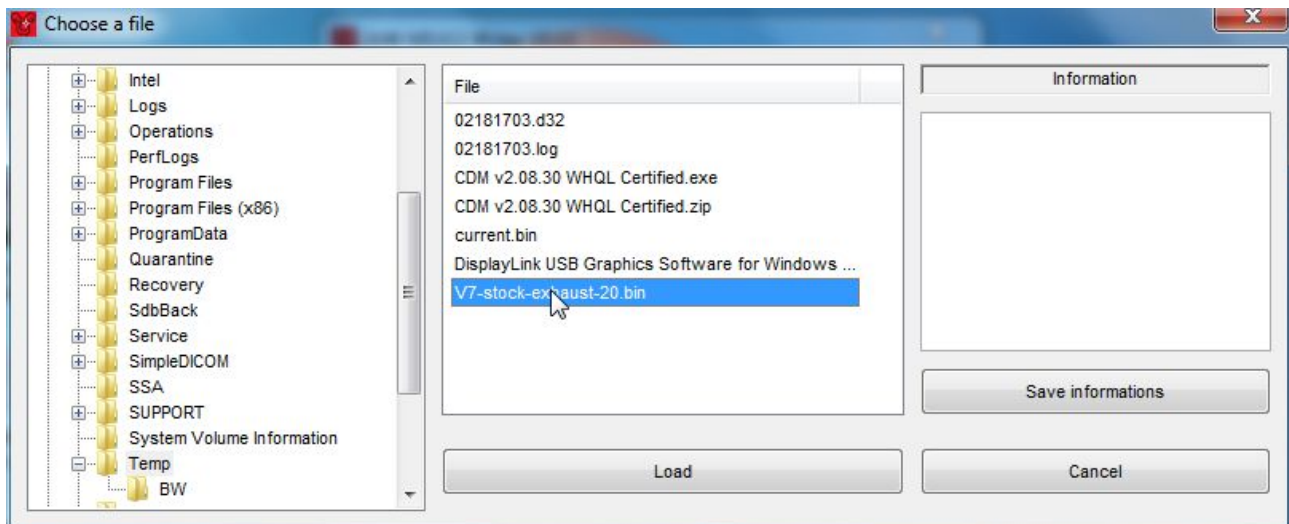 Choose a file
Intel
Logs
Operations
PerfLogs
Program Files
Program Files (x86)
ProgramData
Quarantine
Recovery
SdbBack
Service
SimpleDICOM
SSA
SUPPORT
System Volume Information
Temp
BW
File
02181703.d32
02181703.log
CDM v2.08.30 WHQL Certified.exe
CDM v2.08.30 WHQL Certified.zip
current.bin
DisplayLink USB Graphics Software for Windows ...
V7-stock-exhaust-20.bin
Load
Information
Save informations
Cancel